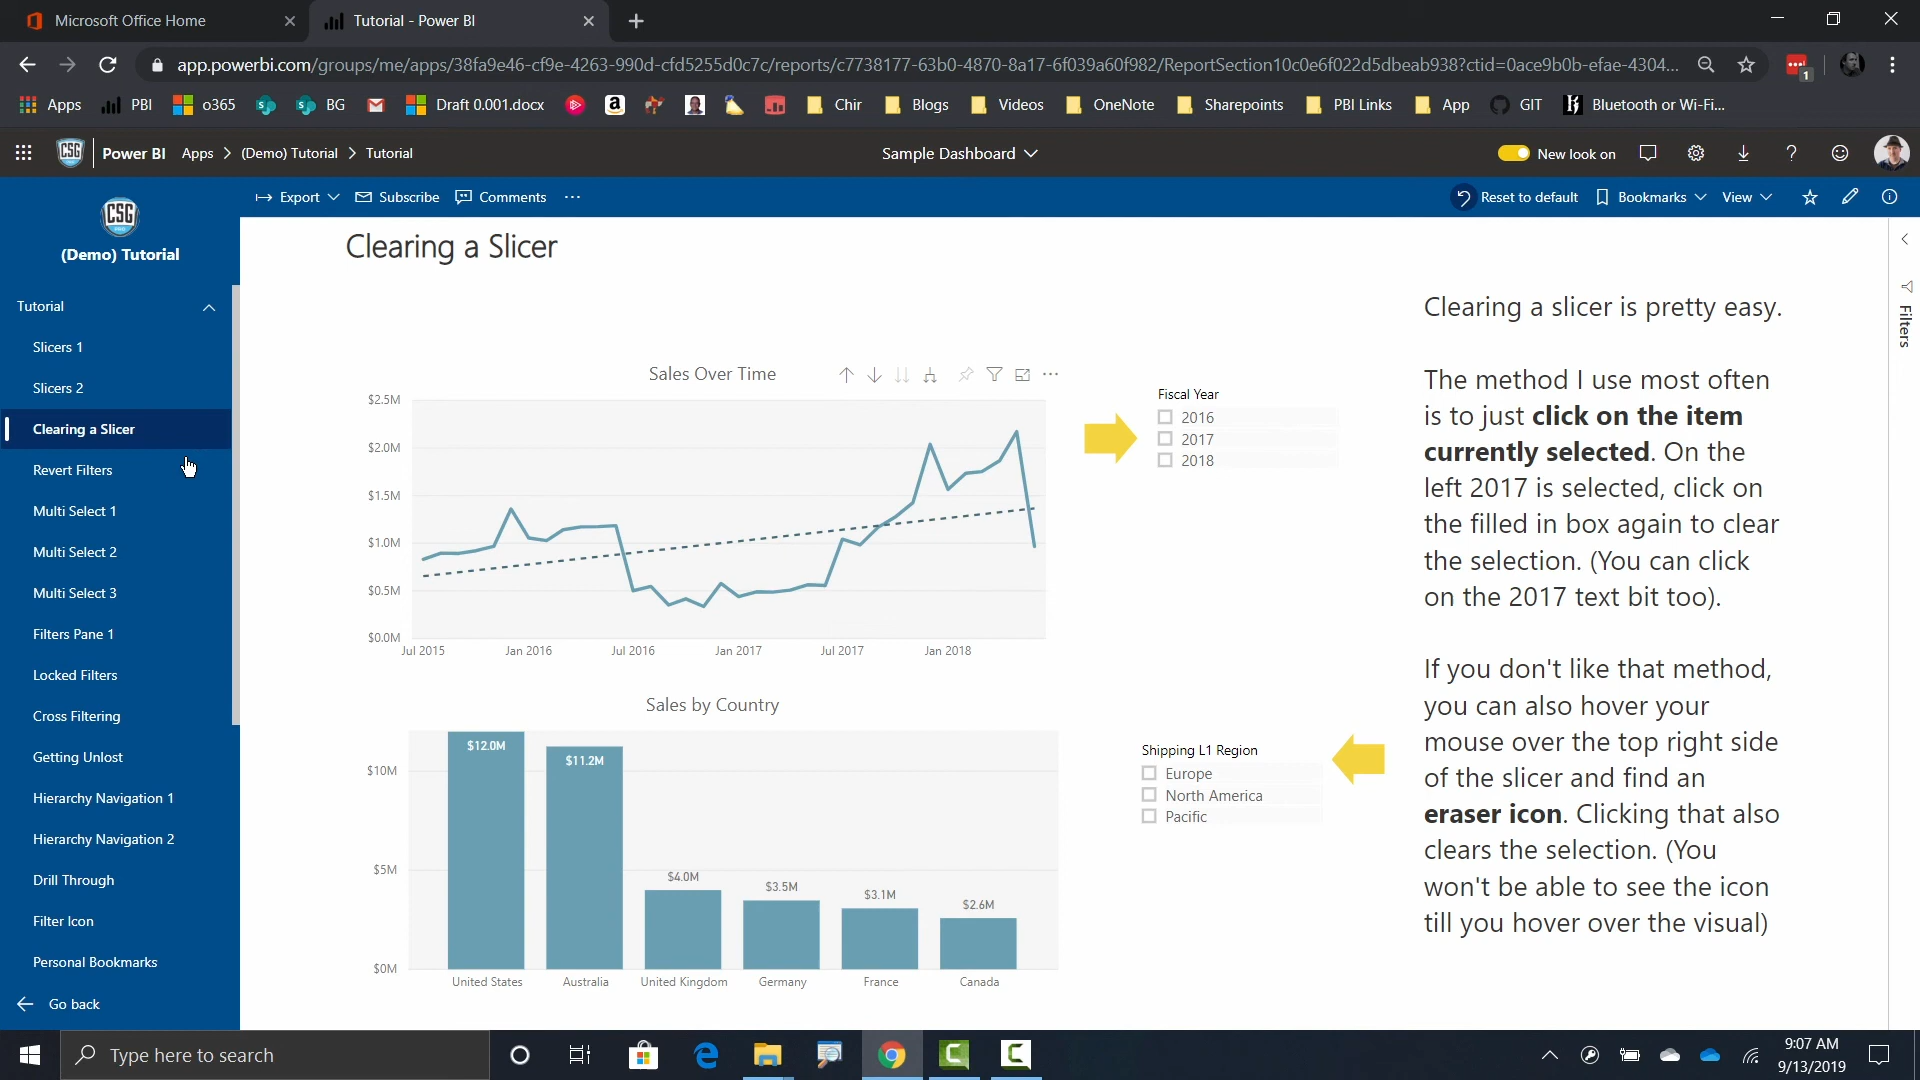 Microsoft Office Home
Tutorial - Power BI
app.powerbi.com/groups/me/apps/38fa9e46-cf9e-4263-990d-cfd5255d0c7c/reports/c7738177-63b0-4870-8a17-6f039a60f982/ReportSection10c0e6f022d5dbeab938?ctid=0ace9b0b-efae-4304...
1
Apps
PBI
o365
BG
Draft 0.001.docx
Chir
Blogs
Videos
OneNote
Sharepoints
PBI Links
App
GIT
Bluetooth or Wi-Fi...
CSG
Power BI
Apps > (Demo) Tutorial > Tutorial
Sample Dashboard
New look on
Export
Subscribe
Comments
Reset to default
Bookmarks
View
CSG
(Demo) Tutorial
Tutorial
Slicers 1
Slicers 2
Clearing a Slicer
Revert Filters
Multi Select 1
Multi Select 2
Multi Select 3
Filters Pane 1
Locked Filters
Cross Filtering
Getting Unlost
Hierarchy Navigation 1
Hierarchy Navigation 2
Drill Through
Filter Icon
Personal Bookmarks
Go back
Clearing a Slicer
Sales Over Time
$2.5M
$2.0M
$1.5M
$1.0M
$0.5M
$0.0M
Jul 2015
Jan 2016
Jul 2016
Jan 2017
Jul 2017
Jan 2018
Fiscal Year
2016
2017
2018
Sales by Country
$10M
$5M
$0M
$12.0M
$11.2M
$4.0M
$3.5M
$3.1M
$2.6M
United States
Australia
United Kingdom
Germany
France
Canada
Shipping L1 Region
Europe
North America
Pacific
Clearing a slicer is pretty easy.
The method I use most often
is to just click on the item
currently selected. On the
left 2017 is selected, click on
the filled in box again to clear
the selection. (You can click
on the 2017 text bit too).
If you don't like that method,
you can also hover your
mouse over the top right side
of the slicer and find an
eraser icon. Clicking that also
clears the selection. (You
won't be able to see the icon
till you hover over the visual)
Filters
Type here to search
9:07 AM
9/13/2019